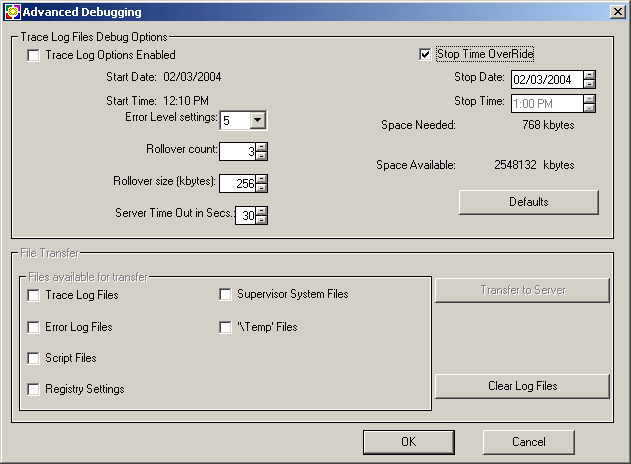 Advanced Debugging
Trace Log Files Debug Options
Trace Log Options Enabled
Stop Time OverRide
Start Date: 02/03/2004
Stop Date: 02/03/2004
Start Time: 12:10 PM
Stop Time: 1:00 PM
Error Level settings: 5
Space Needed: 768 kbytes
Rollover count: 3
Space Available: 2548132 kbytes
Rollover size (kbytes): 256
Defaults
Server Time Out in Secs.: 30
File Transfer
Files available for transfer
Trace Log Files
Supervisor System Files
Transfer to Server
Error Log Files
'\Temp' Files
Script Files
Registry Settings
Clear Log Files
OK
Cancel